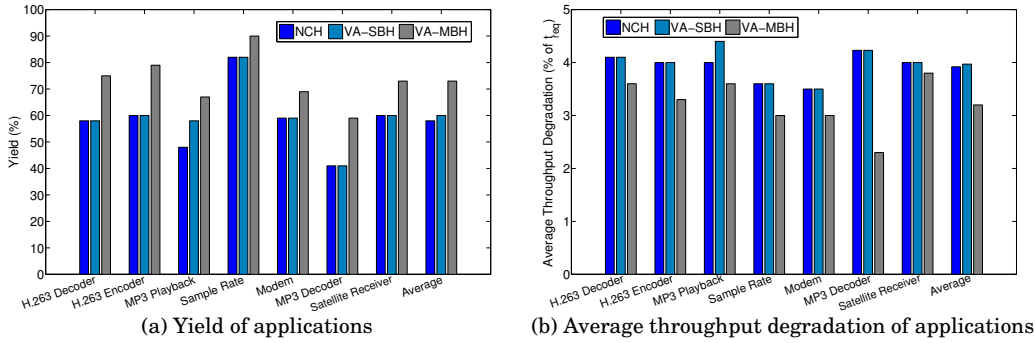 NCH VA−SBH VA−MBH
Yield (%)
100
90
80
70
60
50
40
30
20
10
0
H.263 Decoder
H.263 Encoder
MP3 Playback
Sample Rate
Modem
MP3 Decoder
Satellite Receiver
Average
(a) Yield of applications
NCH VA−SBH VA−MBH
Average Throughput Degradation (% of t_req)
5
4
3
2
1
0
H.263 Decoder
H.263 Encoder
MP3 Playback
Sample Rate
Modem
MP3 Decoder
Satellite Receiver
Average
(b) Average throughput degradation of applications